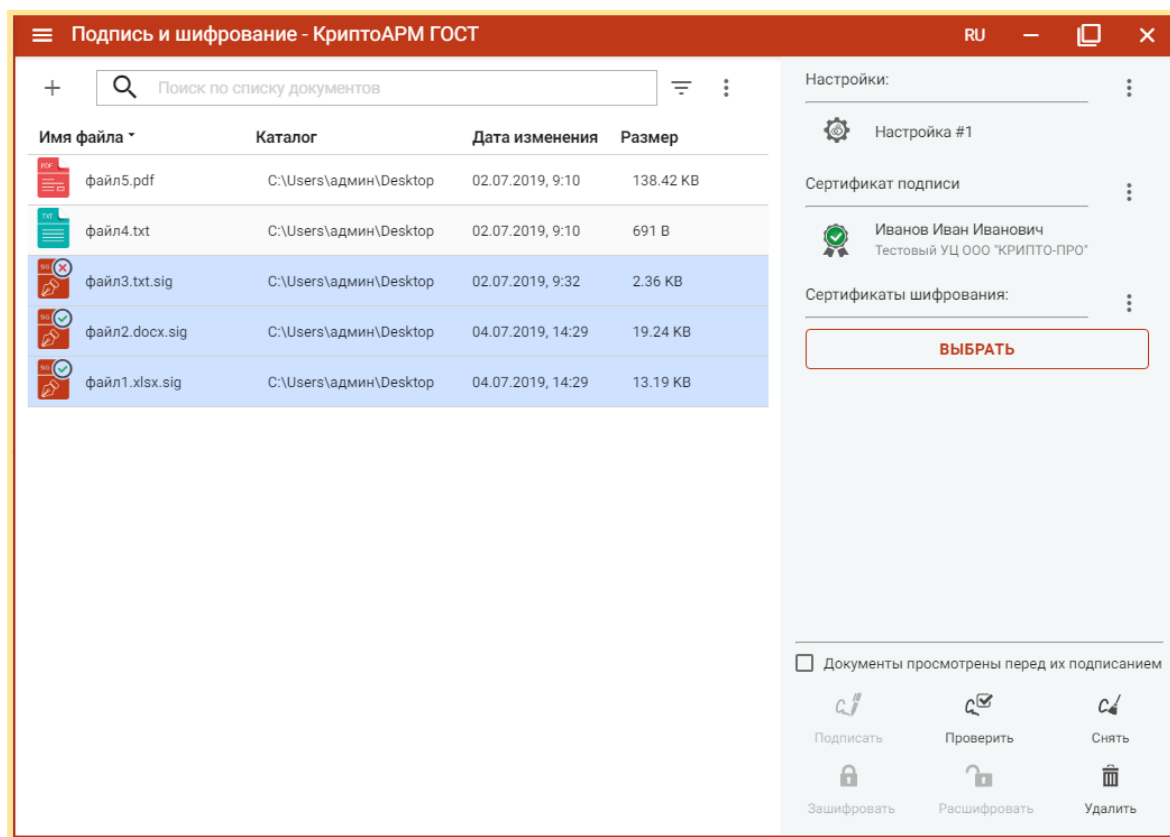 Подпись и шифрование - КриптоАРМ ГОСТ RU
Поиск по списку документов
Имя файла Каталог Дата изменения Размер
PDF файл5.pdf C:\Users\админ\Desktop 02.07.2019, 9:10 138.42 KB
TXT файл4.txt C:\Users\админ\Desktop 02.07.2019, 9:10 691 B
SIG файл3.txt.sig C:\Users\админ\Desktop 02.07.2019, 9:32 2.36 KB
SIG файл2.docx.sig C:\Users\админ\Desktop 04.07.2019, 14:29 19.24 KB
SIG файл1.xlsx.sig C:\Users\админ\Desktop 04.07.2019, 14:29 13.19 KB
Настройки:
Настройка #1
Сертификат подписи
Иванов Иван Иванович
Тестовый УЦ ООО "КРИПТО-ПРО"
Сертификаты шифрования:
ВЫБРАТЬ
Документы просмотрены перед их подписанием
Подписать Проверить Снять
Зашифровать Расшифровать Удалить